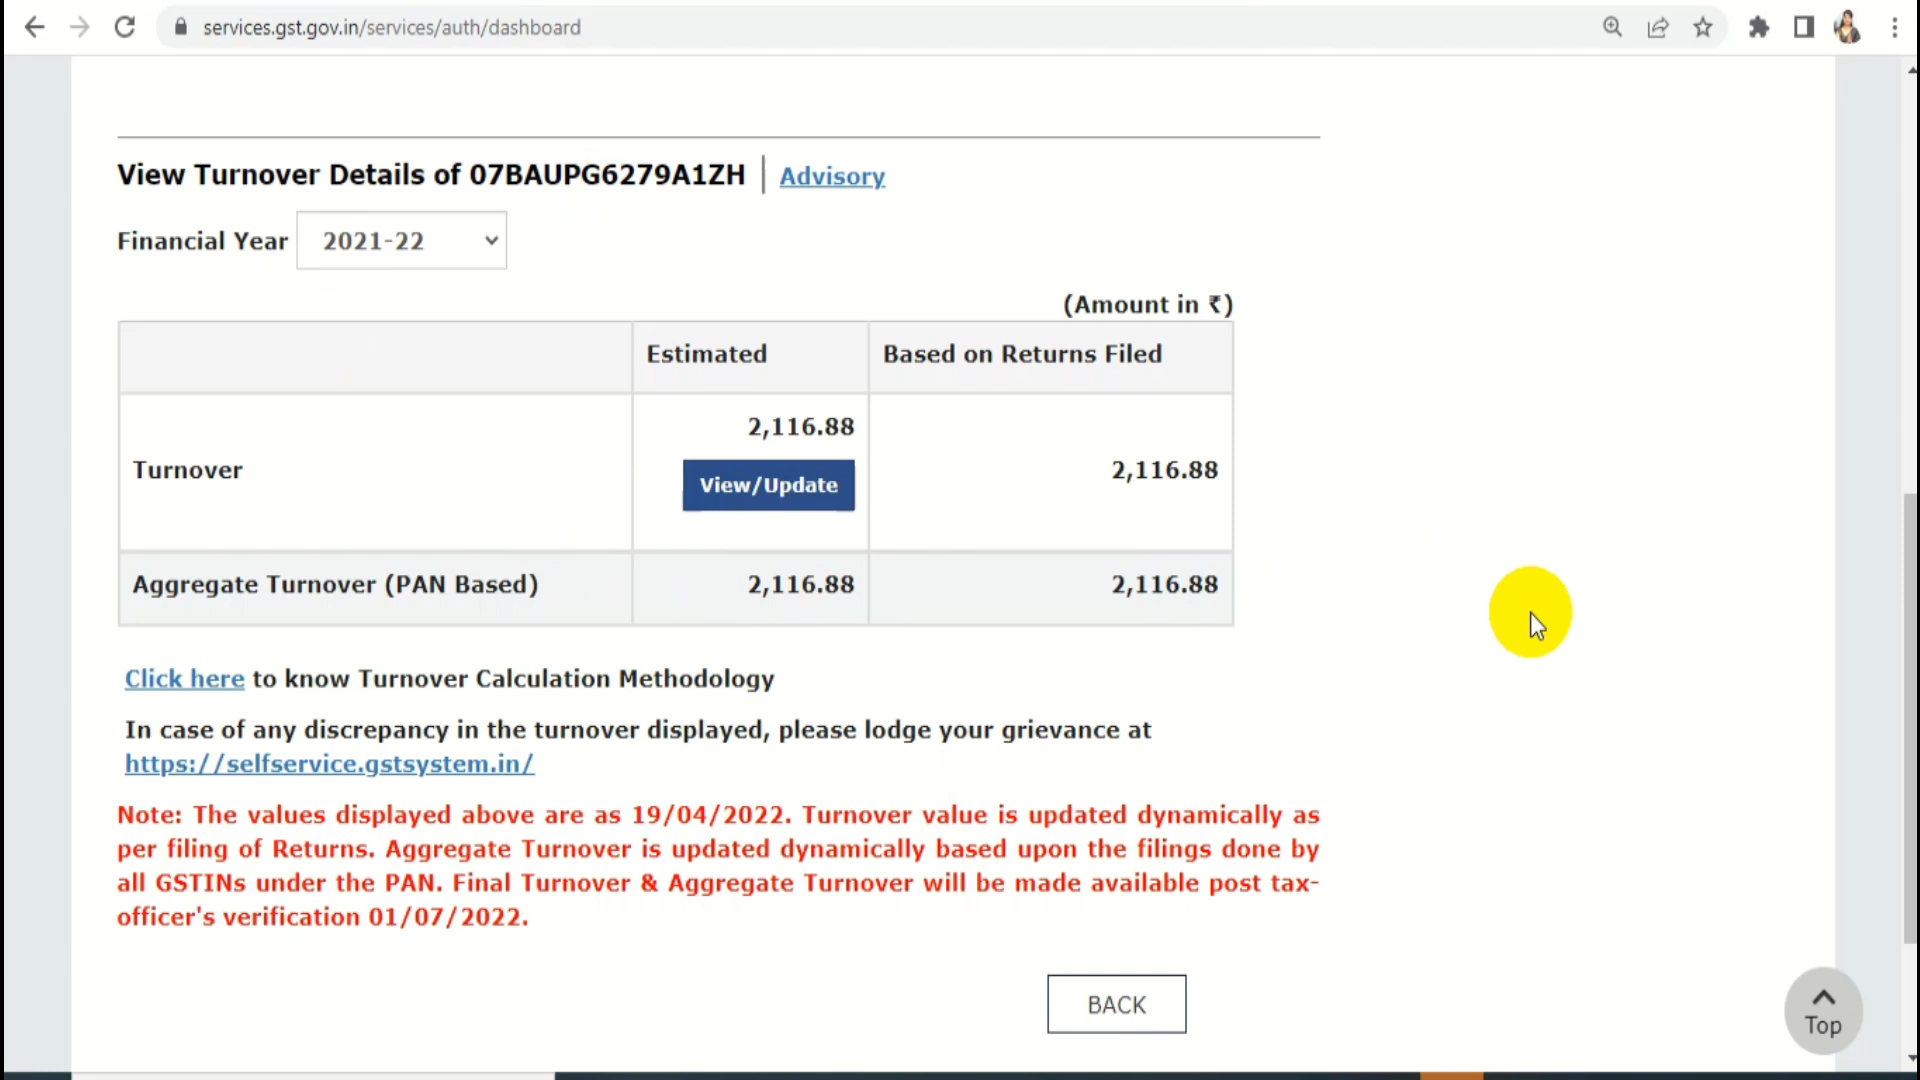 services.gst.gov.in/services/auth/dashboard
View Turnover Details of 07BAUPG6279A1ZH | Advisory
Financial Year 2021-22
(Amount in ₹)
Estimated Based on Returns Filed
2,116.88
Turnover View/Update 2,116.88
Aggregate Turnover (PAN Based) 2,116.88 2,116.88
Click here to know Turnover Calculation Methodology
In case of any discrepancy in the turnover displayed, please lodge your grievance at
https://selfservice.gstsystem.in/
Note: The values displayed above are as 19/04/2022. Turnover value is updated dynamically as
per filing of Returns. Aggregate Turnover is updated dynamically based upon the filings done by
all GSTINs under the PAN. Final Turnover & Aggregate Turnover will be made available post tax-
officer's verification 01/07/2022.
BACK
Top